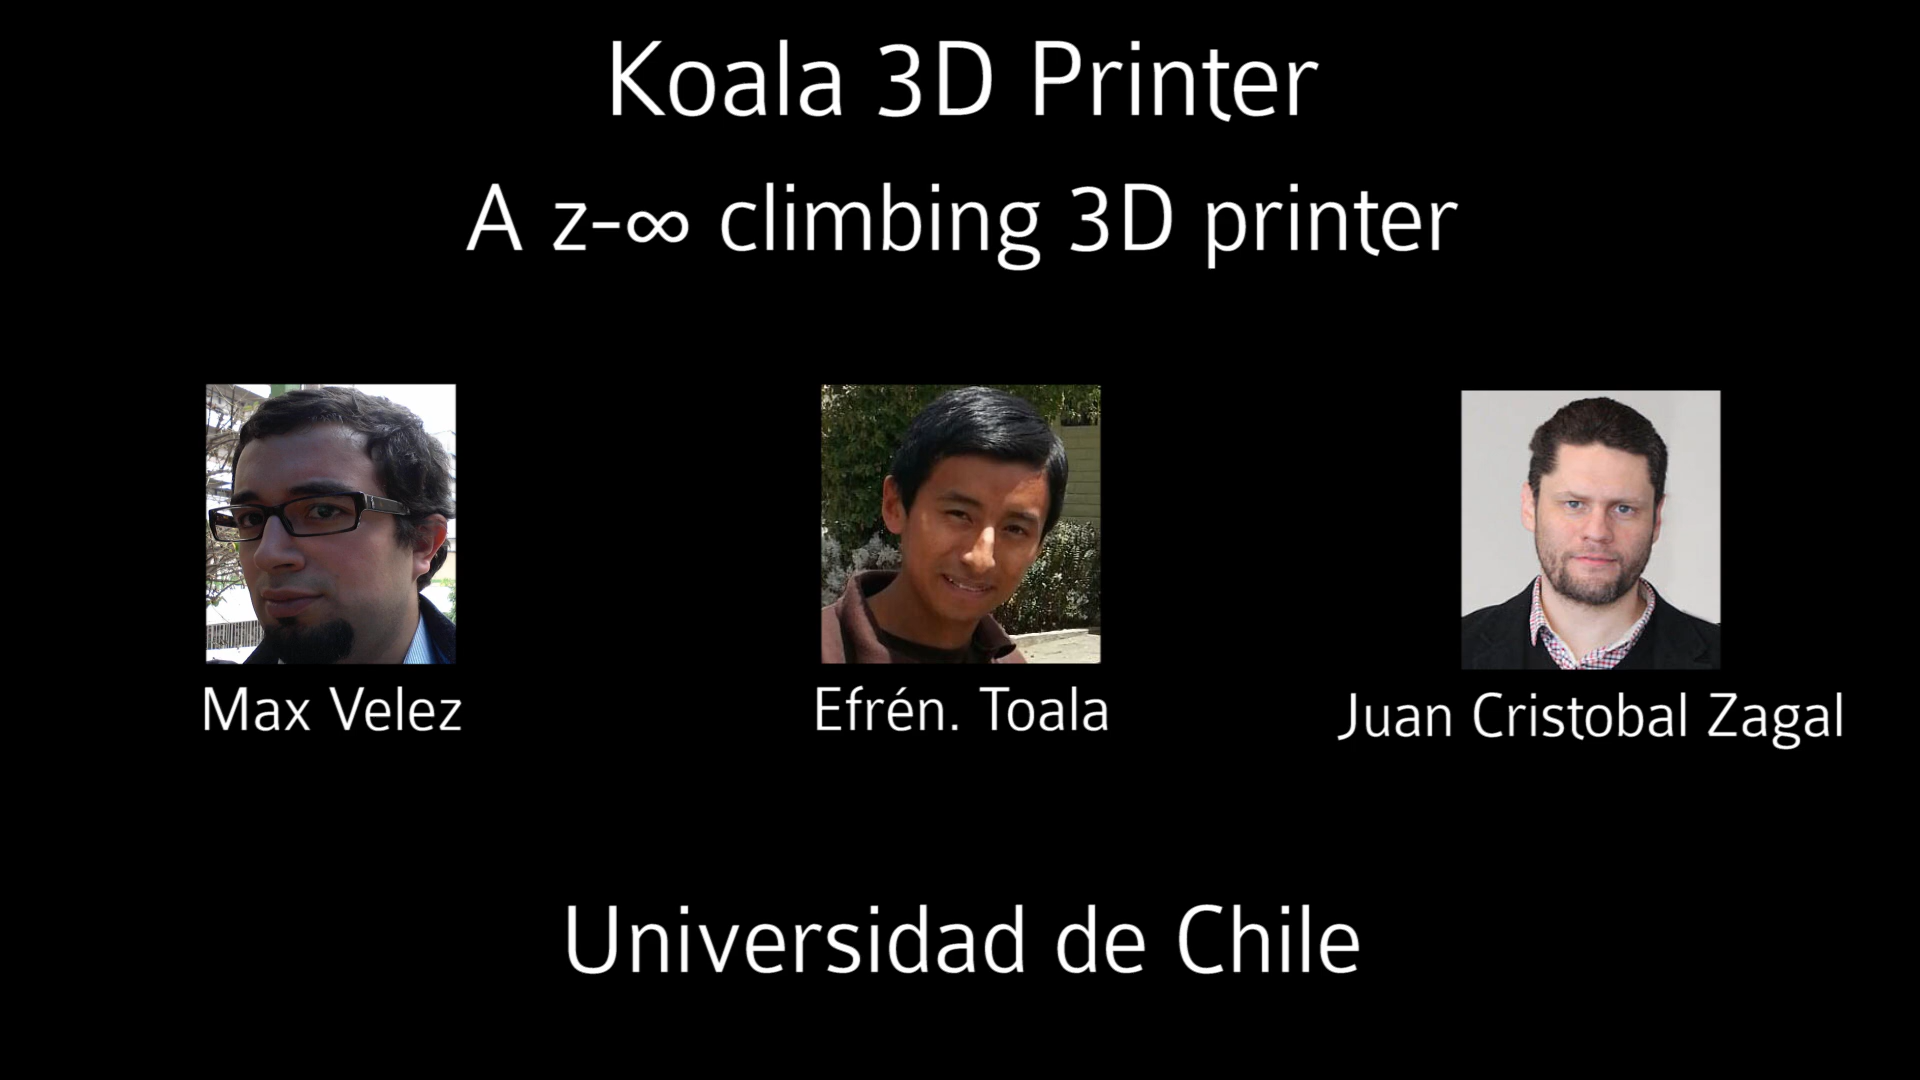 Koala 3D Printer
A z-∞ climbing 3D printer
Max Velez
Efrén. Toala
Juan Cristobal Zagal
Universidad de Chile